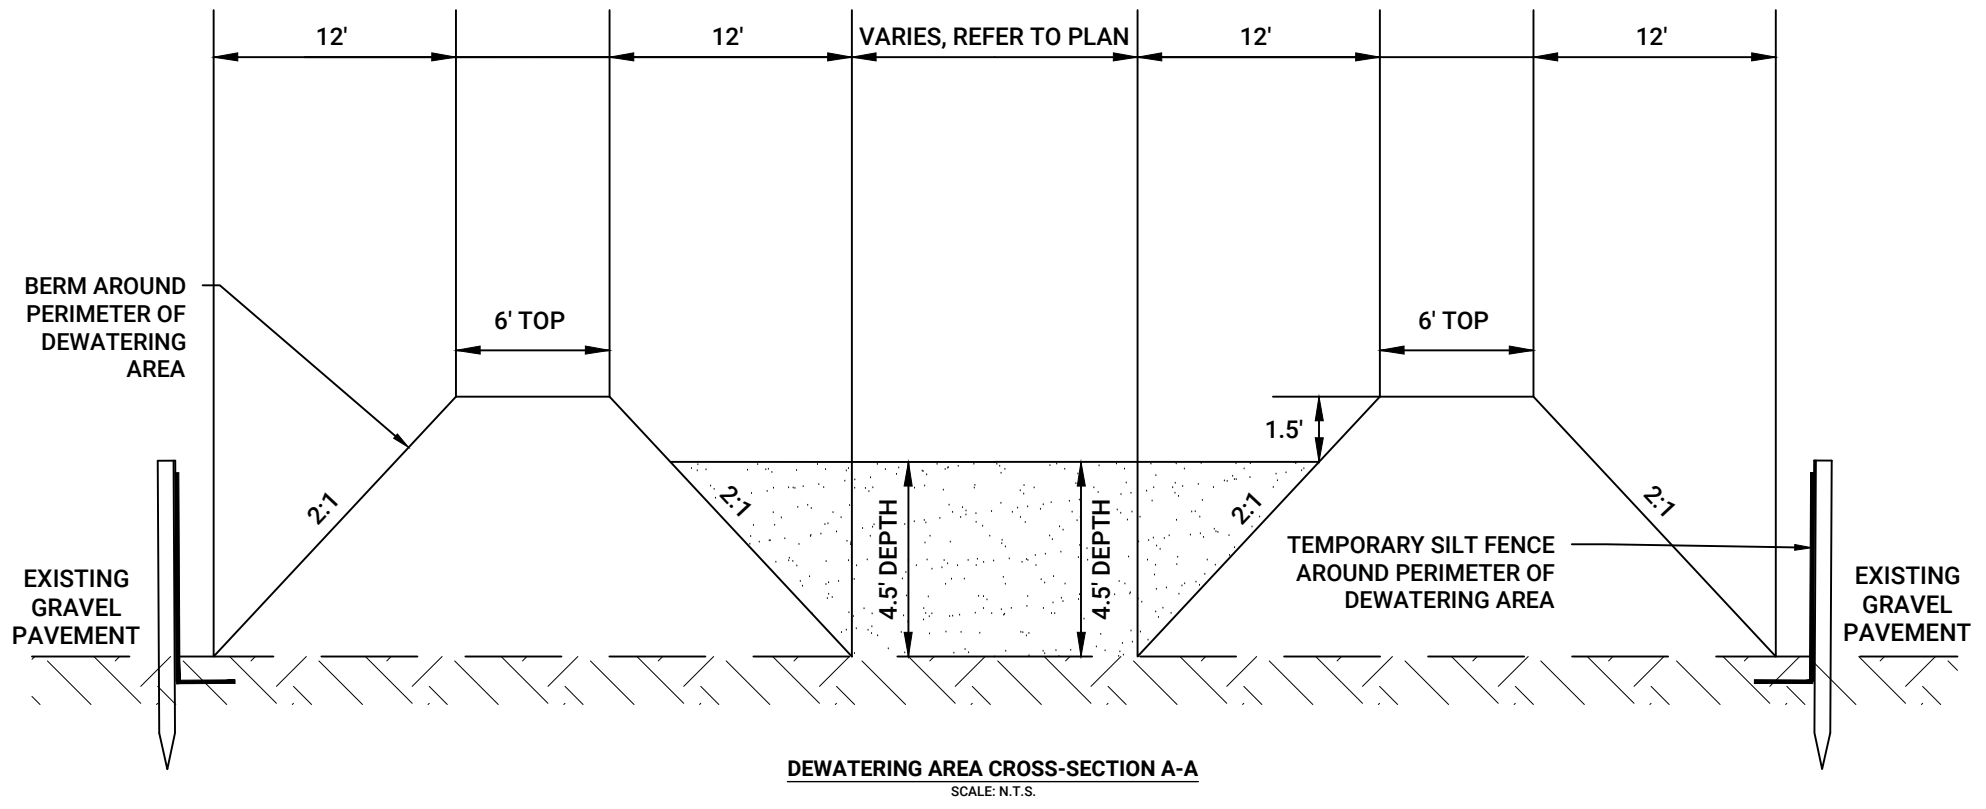 12'
12'
VARIES, REFER TO PLAN
12'
12'
BERM AROUND
PERIMETER OF
DEWATERING
AREA
6' TOP
6' TOP
1.5'
2:1
2:1
4.5' DEPTH
4.5' DEPTH
2:1
2:1
TEMPORARY SILT FENCE
AROUND PERIMETER OF
DEWATERING AREA
EXISTING
GRAVEL
PAVEMENT
EXISTING
GRAVEL
PAVEMENT
DEWATERING AREA CROSS-SECTION A-A
SCALE: N.T.S.